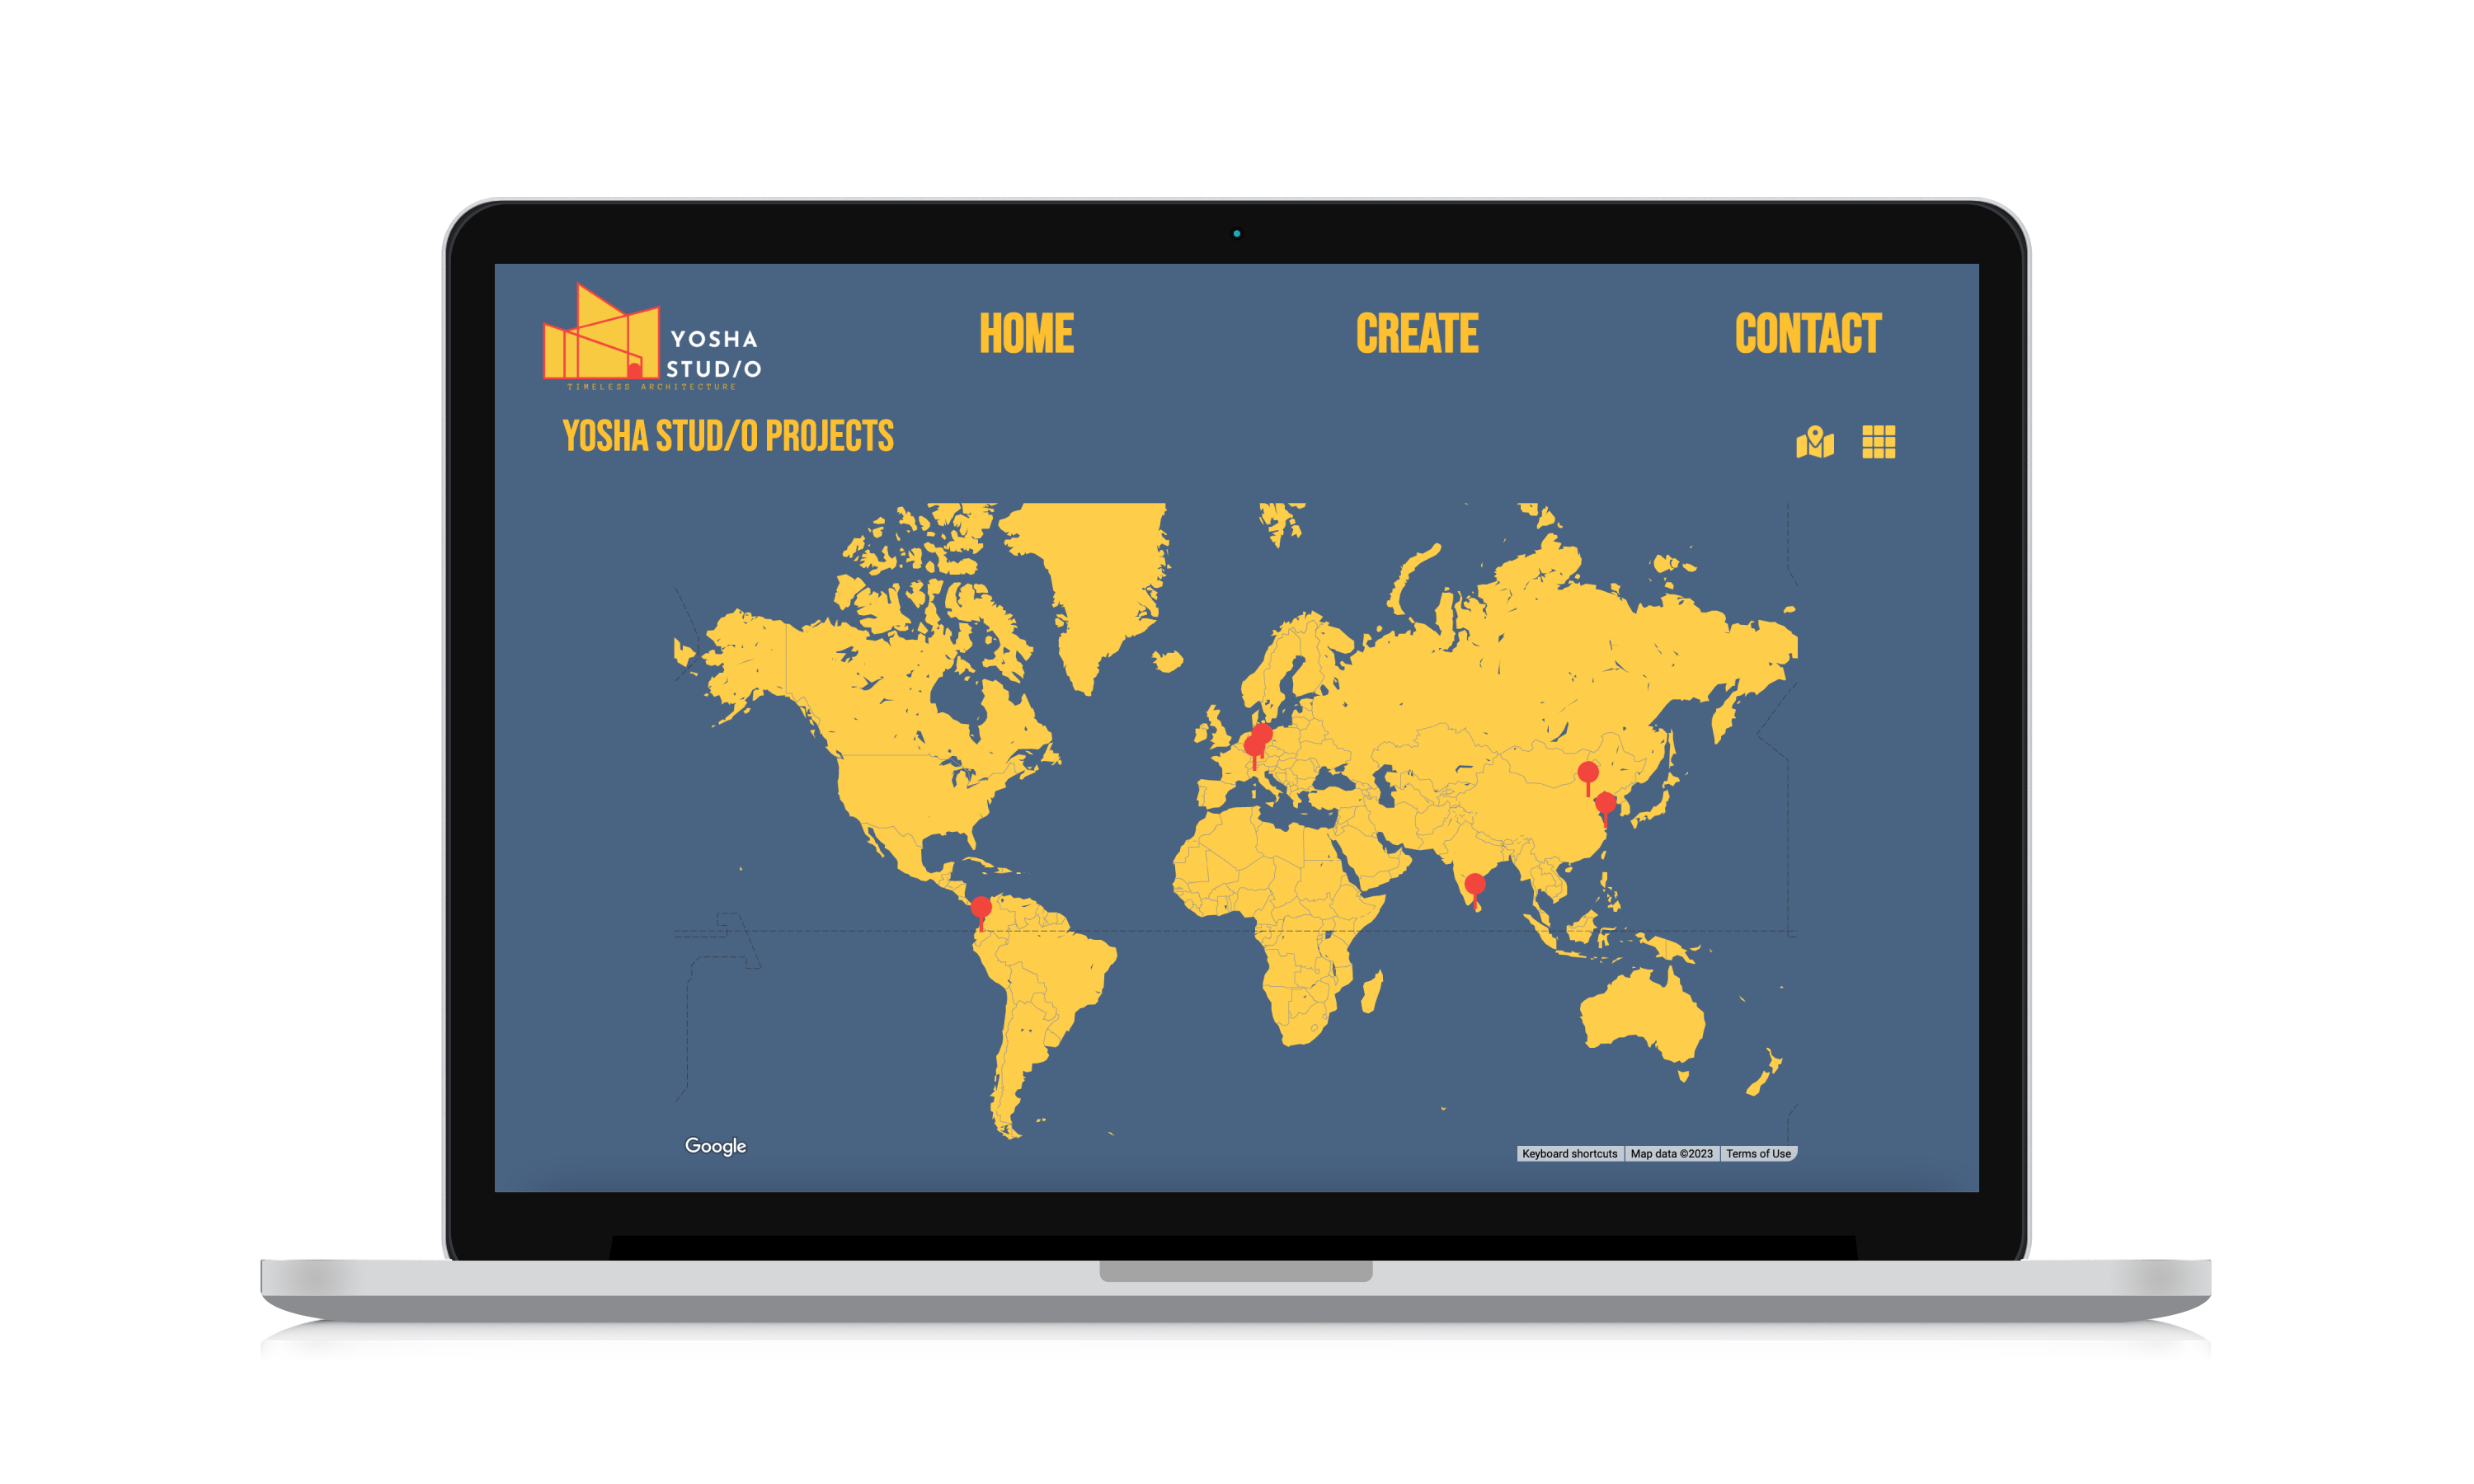 YOSHA
STUD/O
TIMELESS ARCHITECTURE
HOME
CREATE
CONTACT
YOSHA STUD/O PROJECTS
Google
Keyboard shortcuts
Map data ©2023
Terms of Use